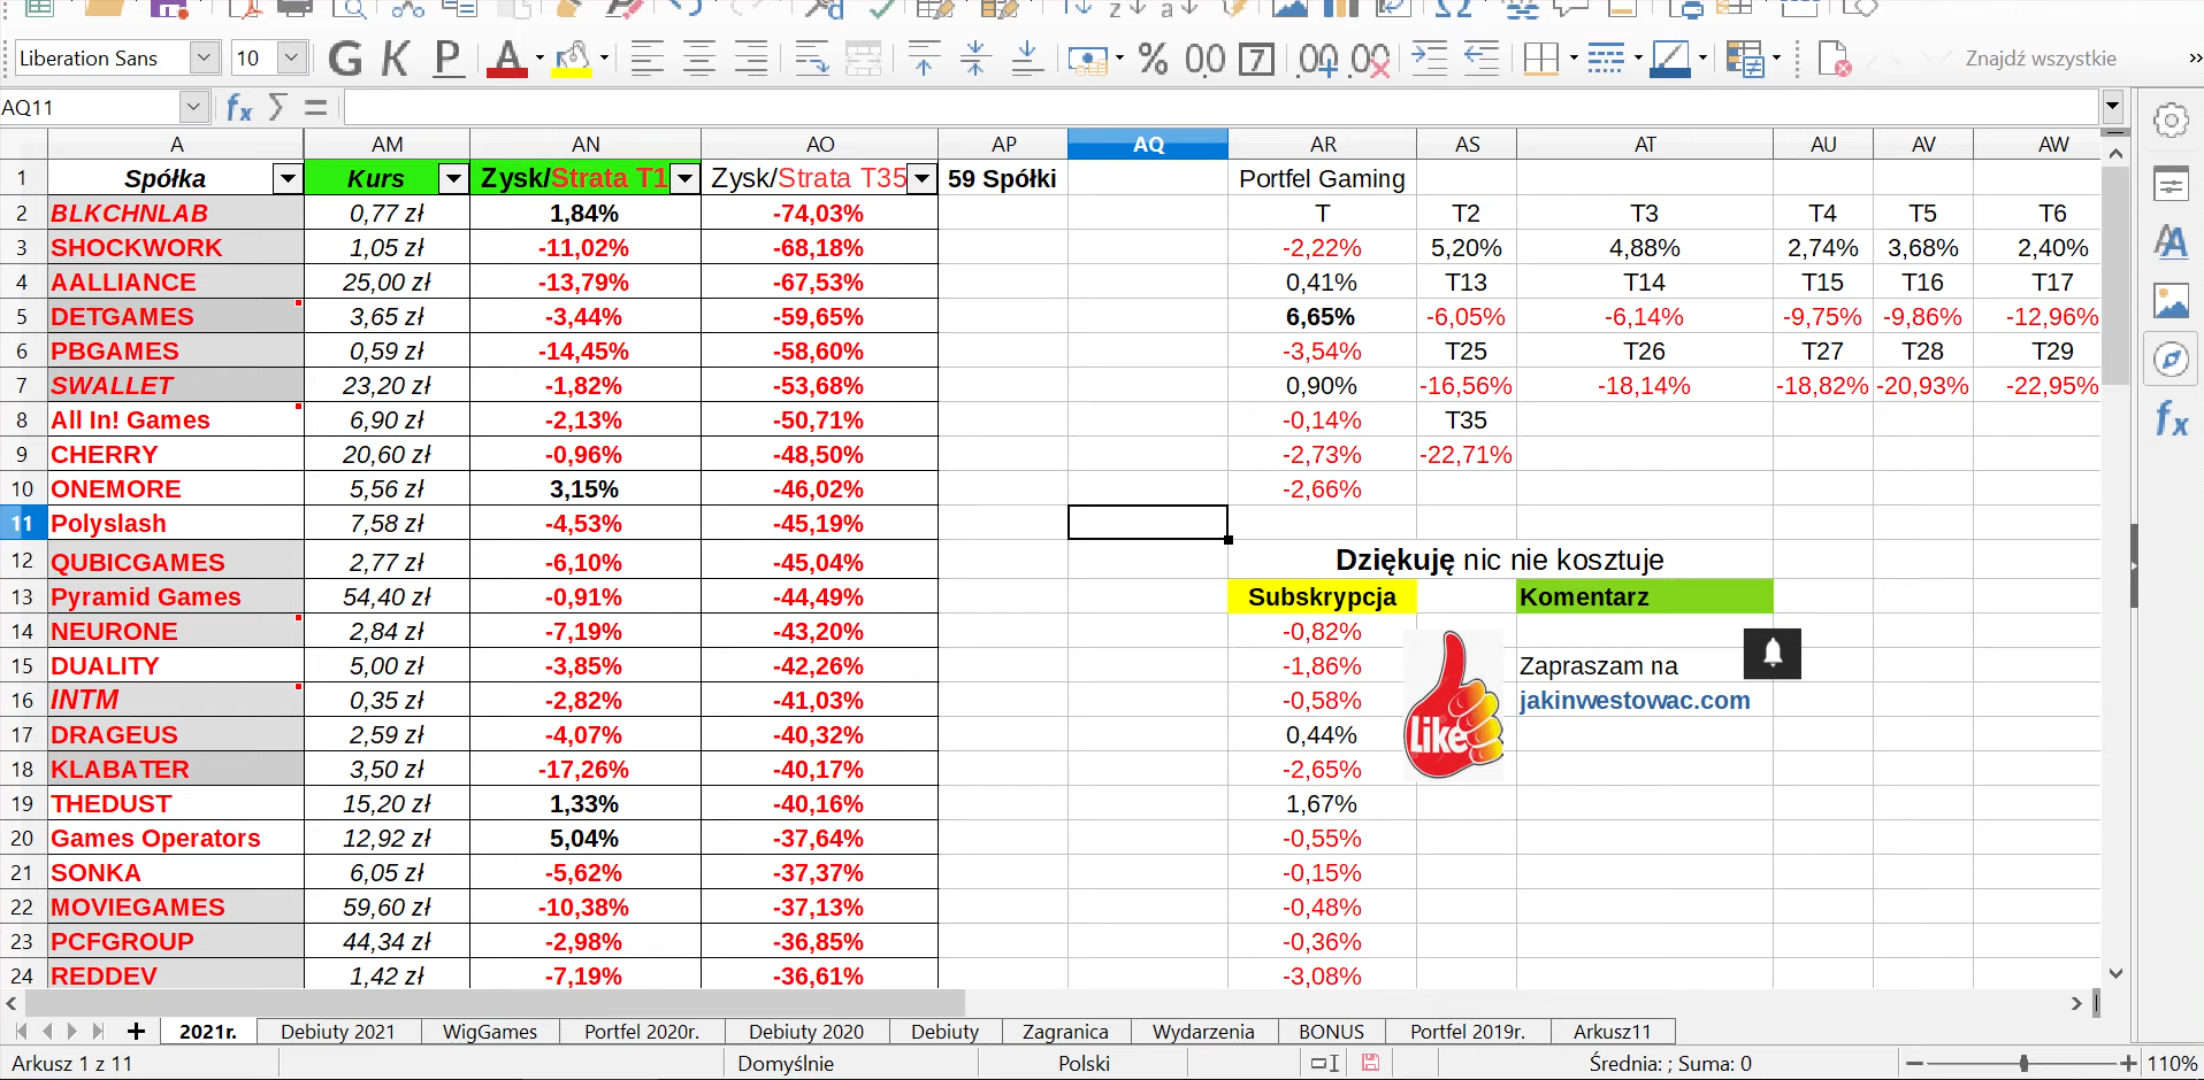 Liberation Sans 10 G K P A % 00 7 .00 .00 Znajdź wszystkie »
AQ11 fx Σ =
A AM AN AO AP AQ AR AS AT AU AV AW
1 Spółka Kurs Zysk/Strata T1 Zysk/Strata T35 59 Spółki Portfel Gaming
2 BLKCHNLAB 0,77 zł 1,84% -74,03% T T2 T3 T4 T5 T6
3 SHOCKWORK 1,05 zł -11,02% -68,18% -2,22% 5,20% 4,88% 2,74% 3,68% 2,40%
4 AALLIANCE 25,00 zł -13,79% -67,53% 0,41% T13 T14 T15 T16 T17
5 DETGAMES 3,65 zł -3,44% -59,65% 6,65% -6,05% -6,14% -9,75% -9,86% -12,96%
6 PBGAMES 0,59 zł -14,45% -58,60% -3,54% T25 T26 T27 T28 T29
7 SWALLET 23,20 zł -1,82% -53,68% 0,90% -16,56% -18,14% -18,82% -20,93% -22,95%
8 All In! Games 6,90 zł -2,13% -50,71% -0,14% T35
9 CHERRY 20,60 zł -0,96% -48,50% -2,73% -22,71%
10 ONEMORE 5,56 zł 3,15% -46,02% -2,66%
11 Polyslash 7,58 zł -4,53% -45,19%
12 QUBICGAMES 2,77 zł -6,10% -45,04% Dziękuję nic nie kosztuje
13 Pyramid Games 54,40 zł -0,91% -44,49% Subskrypcja Komentarz
14 NEURONE 2,84 zł -7,19% -43,20% -0,82%
15 DUALITY 5,00 zł -3,85% -42,26% -1,86% Zapraszam na
16 INTM 0,35 zł -2,82% -41,03% -0,58% jakinwestowac.com
17 DRAGEUS 2,59 zł -4,07% -40,32% 0,44% Like
18 KLABATER 3,50 zł -17,26% -40,17% -2,65%
19 THEDUST 15,20 zł 1,33% -40,16% 1,67%
20 Games Operators 12,92 zł 5,04% -37,64% -0,55%
21 SONKA 6,05 zł -5,62% -37,37% -0,15%
22 MOVIEGAMES 59,60 zł -10,38% -37,13% -0,48%
23 PCFGROUP 44,34 zł -2,98% -36,85% -0,36%
24 REDDEV 1,42 zł -7,19% -36,61% -3,08%
2021r. Debiuty 2021 WigGames Portfel 2020r. Debiuty 2020 Debiuty Zagranica Wydarzenia BONUS Portfel 2019r. Arkusz11
Arkusz 1 z 11 Domyślnie Polski Średnia: ; Suma: 0 110%